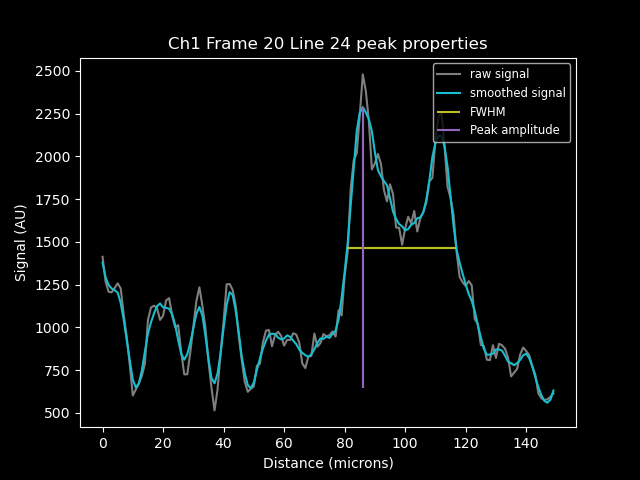 Ch1 Frame 20 Line 24 peak properties
raw signal
smoothed signal
FWHM
Peak amplitude
Signal (AU)
2500
2250
2000
1750
1500
1250
1000
750
500
0 20 40 60 80 100 120 140
Distance (microns)